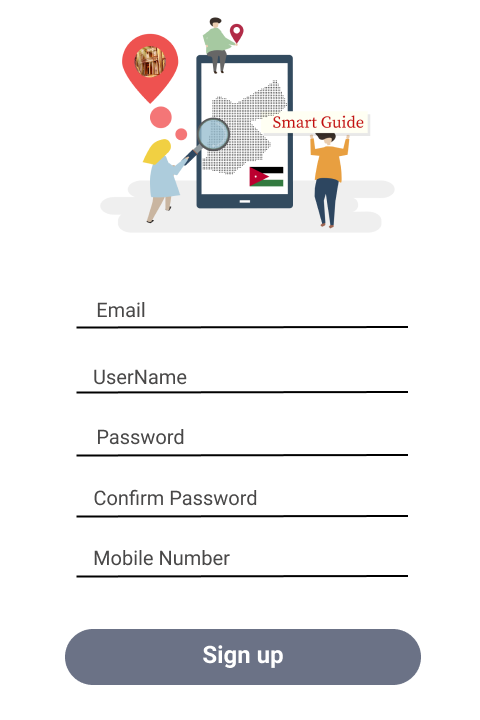 Smart Guide
Email
UserName
Password
Confirm Password
Mobile Number
Sign up